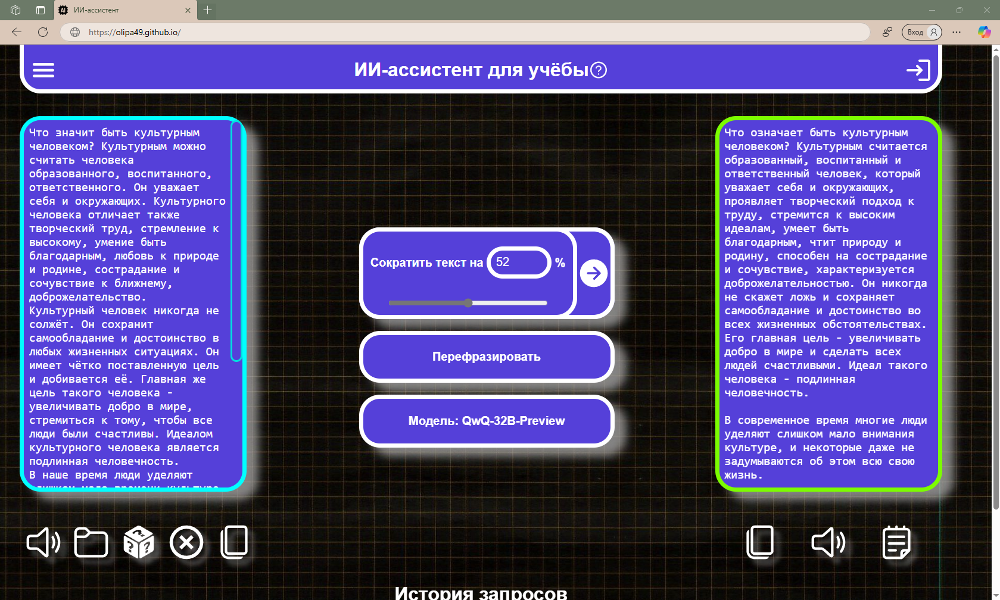 ИИ-ассистент
https://olipa49.github.io/
Вход
ИИ-ассистент для учёбы
Что значит быть культурным
человеком? Культурным можно
считать человека
образованного, воспитанного,
ответственного. Он уважает
себя и окружающих. Культурного
человека отличает также
творческий труд, стремление к
высокому, умение быть
благодарным, любовь к природе
и родине, сострадание и
сочувствие к ближнему,
доброжелательство.
Культурный человек никогда не
солжёт. Он сохранит
самообладание и достоинство в
любых жизненных ситуациях. Он
имеет чётко поставленную цель
и добивается её. Главная же
цель такого человека -
увеличивать добро в мире,
стремиться к тому, чтобы все
люди были счастливы. Идеалом
культурного человека является
подлинная человечность.
В наше время люди уделяют
слишком мало времени культуре
Сократить текст на 52 %
Перефразировать
Модель: QwQ-32B-Preview
Что означает быть культурным
человеком? Культурным считается
образованный, воспитанный и
ответственный человек, который
уважает себя и окружающих,
проявляет творческий подход к
труду, стремится к высоким
идеалам, умеет быть
благодарным, чтит природу и
родину, способен на сострадание
и сочувствие, характеризуется
доброжелательностью. Он никогда
не скажет ложь и сохраняет
самообладание и достоинство во
всех жизненных обстоятельствах.
Его главная цель - увеличивать
добро в мире и сделать всех
людей счастливыми. Идеал такого
человека - подлинная
человечность.
В современное время многие люди
уделяют слишком мало внимания
культуре, и некоторые даже не
задумываются об этом всю свою
жизнь.
История запросов